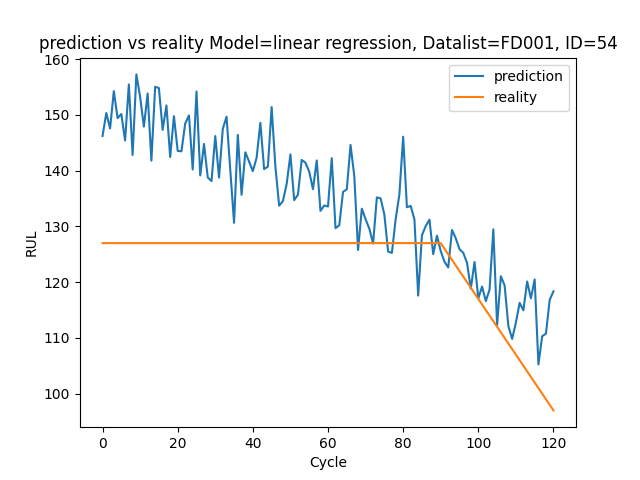 prediction vs reality Model=linear regression, Datalist=FD001, ID=54
160
150
140
130
120
110
100
RUL
prediction
reality
0 20 40 60 80 100 120
Cycle